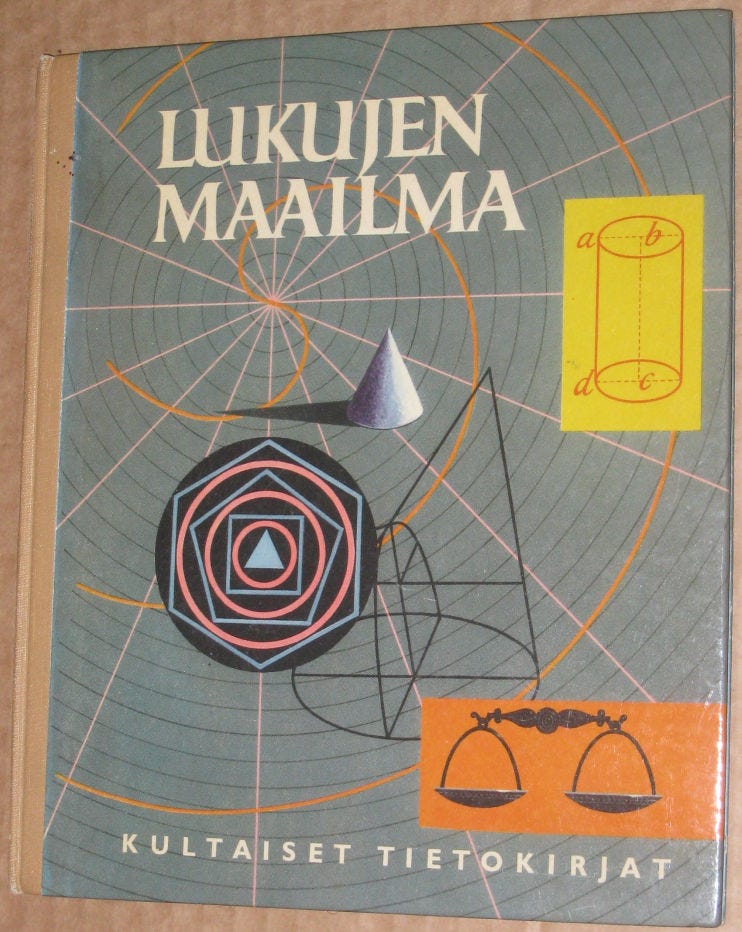 LUKUJEN
MAAILMA
a b
d c
KULTAISET TIETOKIRJAT